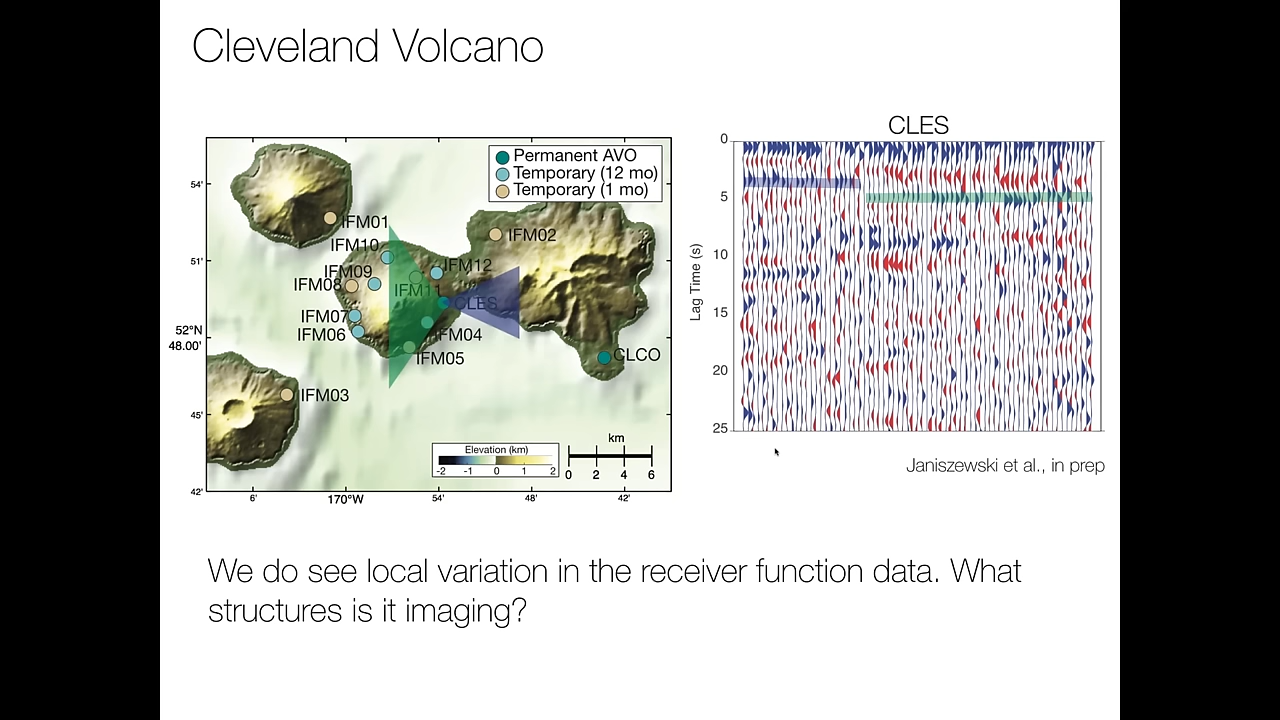 Cleveland Volcano
CLES
Permanent AVO
Temporary (12 mo)
Temporary (1 mo)
54'
51'
52°N
48.00'
45'
42'
IFM01
IFM10
IFM02
IFM12
IFM09
IFM08
IFM11
CLES
IFM07
IFM06
IFM04
IFM05
CLCO
IFM03
Elevation (km)
-2 -1 0 1 2
km
0 2 4 6
6' 170°W 54' 48' 42'
0
5
10
15
20
25
Lag Time (s)
Janiszewski et al., in prep
We do see local variation in the receiver function data. What
structures is it imaging?